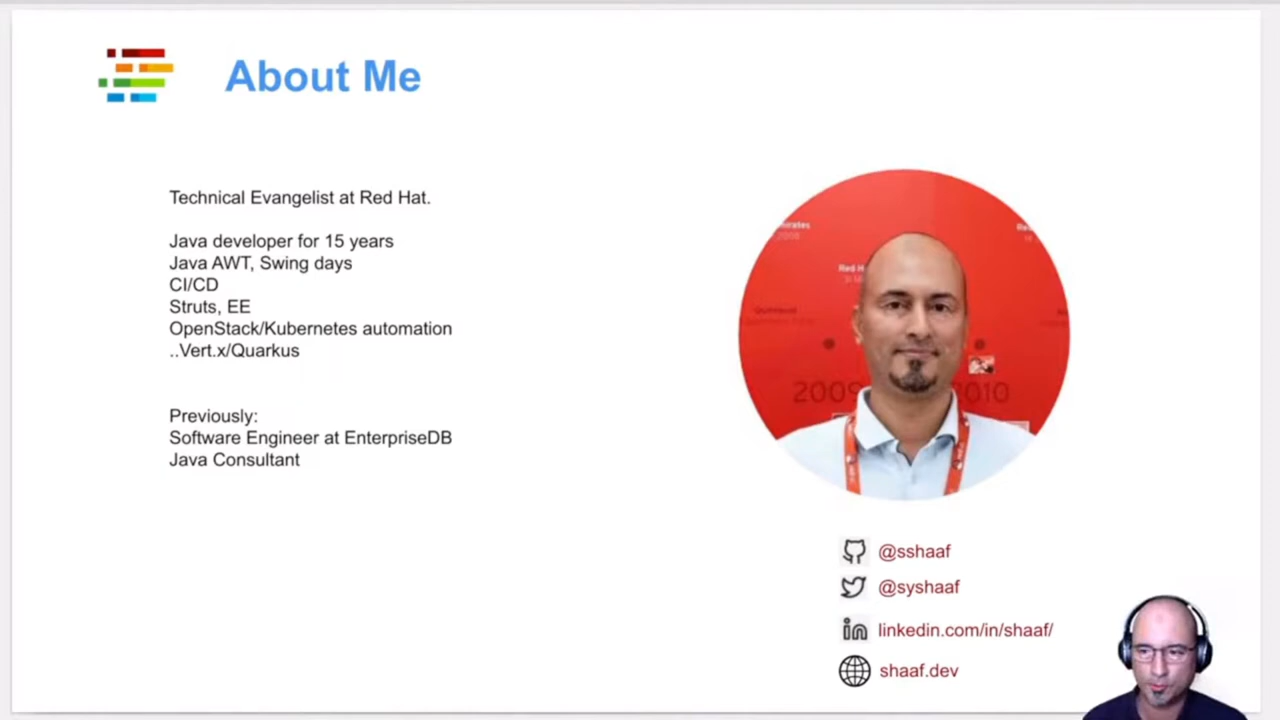 About Me
Technical Evangelist at Red Hat.
Java developer for 15 years
Java AWT, Swing days
CI/CD
Struts, EE
OpenStack/Kubernetes automation
..Vert.x/Quarkus
Previously:
Software Engineer at EnterpriseDB
Java Consultant
2009
2010
@sshaaf
@syshaaf
linkedin.com/in/shaaf/
shaaf.dev